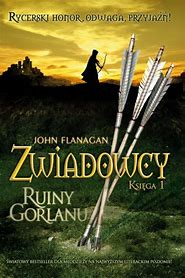 Rycerski honor, odwaga, przyjaźń!
JOHN FLANAGAN
ZWIADOWCY
KSIĘGA 1
RUINY
GORLANU
ŚWIATOWY BESTSELLER DLA MŁODZIEŻY NA NAJWYŻSZYM LITERACKIM POZIOMIE!